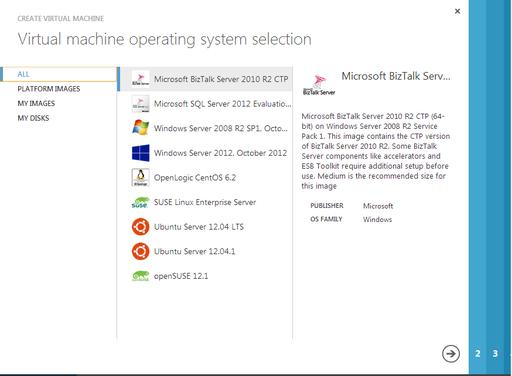 CREATE VIRTUAL MACHINE
Virtual machine operating system selection
ALL
PLATFORM IMAGES
MY IMAGES
MY DISKS
Microsoft BizTalk Server 2010 R2 CTP
Microsoft SQL Server 2012 Evaluatio...
Windows Server 2008 R2 SP1, Octo...
Windows Server 2012, October 2012
OpenLogic CentOS 6.2
SUSE Linux Enterprise Server
Ubuntu Server 12.04 LTS
Ubuntu Server 12.04.1
openSUSE 12.1
BizTalk Server
Microsoft BizTalk Serv...
Microsoft BizTalk Server 2010 R2 CTP (64-
bit) on Windows Server 2008 R2 Service
Pack 1. This image contains the CTP version
of BizTalk Server 2010 R2. Some BizTalk
Server components like accelerators and
ESB Toolkit require additional setup before
use. Medium is the recommended size for
this image
PUBLISHER Microsoft
OS FAMILY Windows
2 3